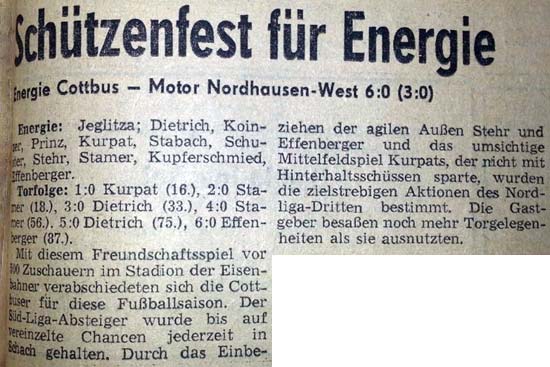 Schützenfest für Energie
Energie Cottbus — Motor Nordhausen-West 6:0 (3:0)
Energie: Jeglitza; Dietrich, Koin-
ger, Prinz, Kurpat, Stabach, Schu-
Stehr, Stamer, Kupferschmied,
Effenberger.
Torfolge: 1:0 Kurpat (16.), 2:0 Sta-
mer (18.), 3:0 Dietrich (33.), 4:0 Sta-
mer (56.). 5:0 Dietrich (75.), 6:0 Effen-
berger (87.).
Mit diesem Freundschaftsspiel vor
Zuschauern im Stadion der Eisen-
bahner verabschiedeten sich die Cott-
buser für diese Fußballsaison. Der
Süd-Liga-Absteiger wurde bis auf
vereinzelte Chancen jederzeit in
Schach gehalten. Durch das Einbe-
ziehen der agilen Außen Stehr und
Effenberger und das umsichtige
Mittelfeldspiel Kurpats, der nicht mit
Hinterhaltsschüssen sparte, wurden
die zielstrebigen Aktionen des Nord-
liga-Dritten bestimmt. Die Gast-
geber besaßen noch mehr Torgelegen-
heiten als sie ausnutzten.